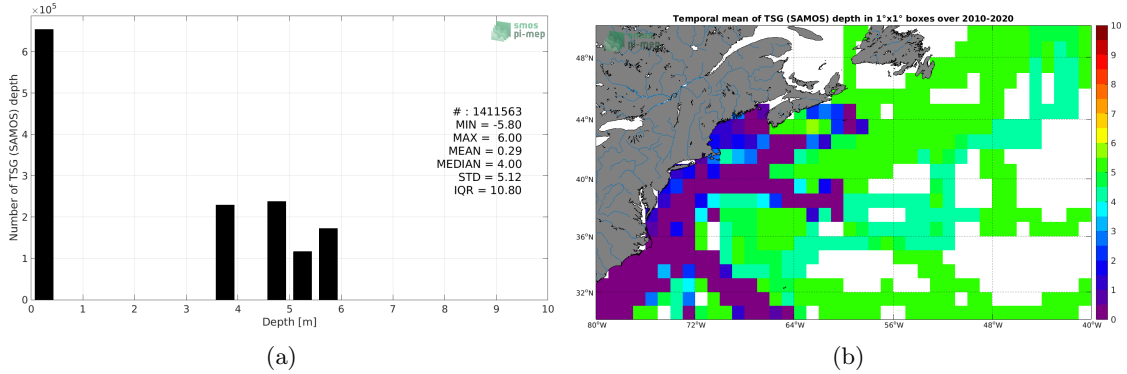 ×10⁵
6
5
4
3
2
1
0
Number of TSG (SAMOS) depth
smos
pi-mep
# : 1411563
MIN = -5.80
MAX = 6.00
MEAN = 0.29
MEDIAN = 4.00
STD = 5.12
IQR = 10.80
0 1 2 3 4 5 6 7 8 9 10
Depth [m]
(a)
Temporal mean of TSG (SAMOS) depth in 1°x1° boxes over 2010-2020
smos
pi-mep
48°N
44°N
40°N
36°N
32°N
80°W 72°W 64°W 56°W 48°W 40°W
10
9
8
7
6
5
4
3
2
1
0
(b)